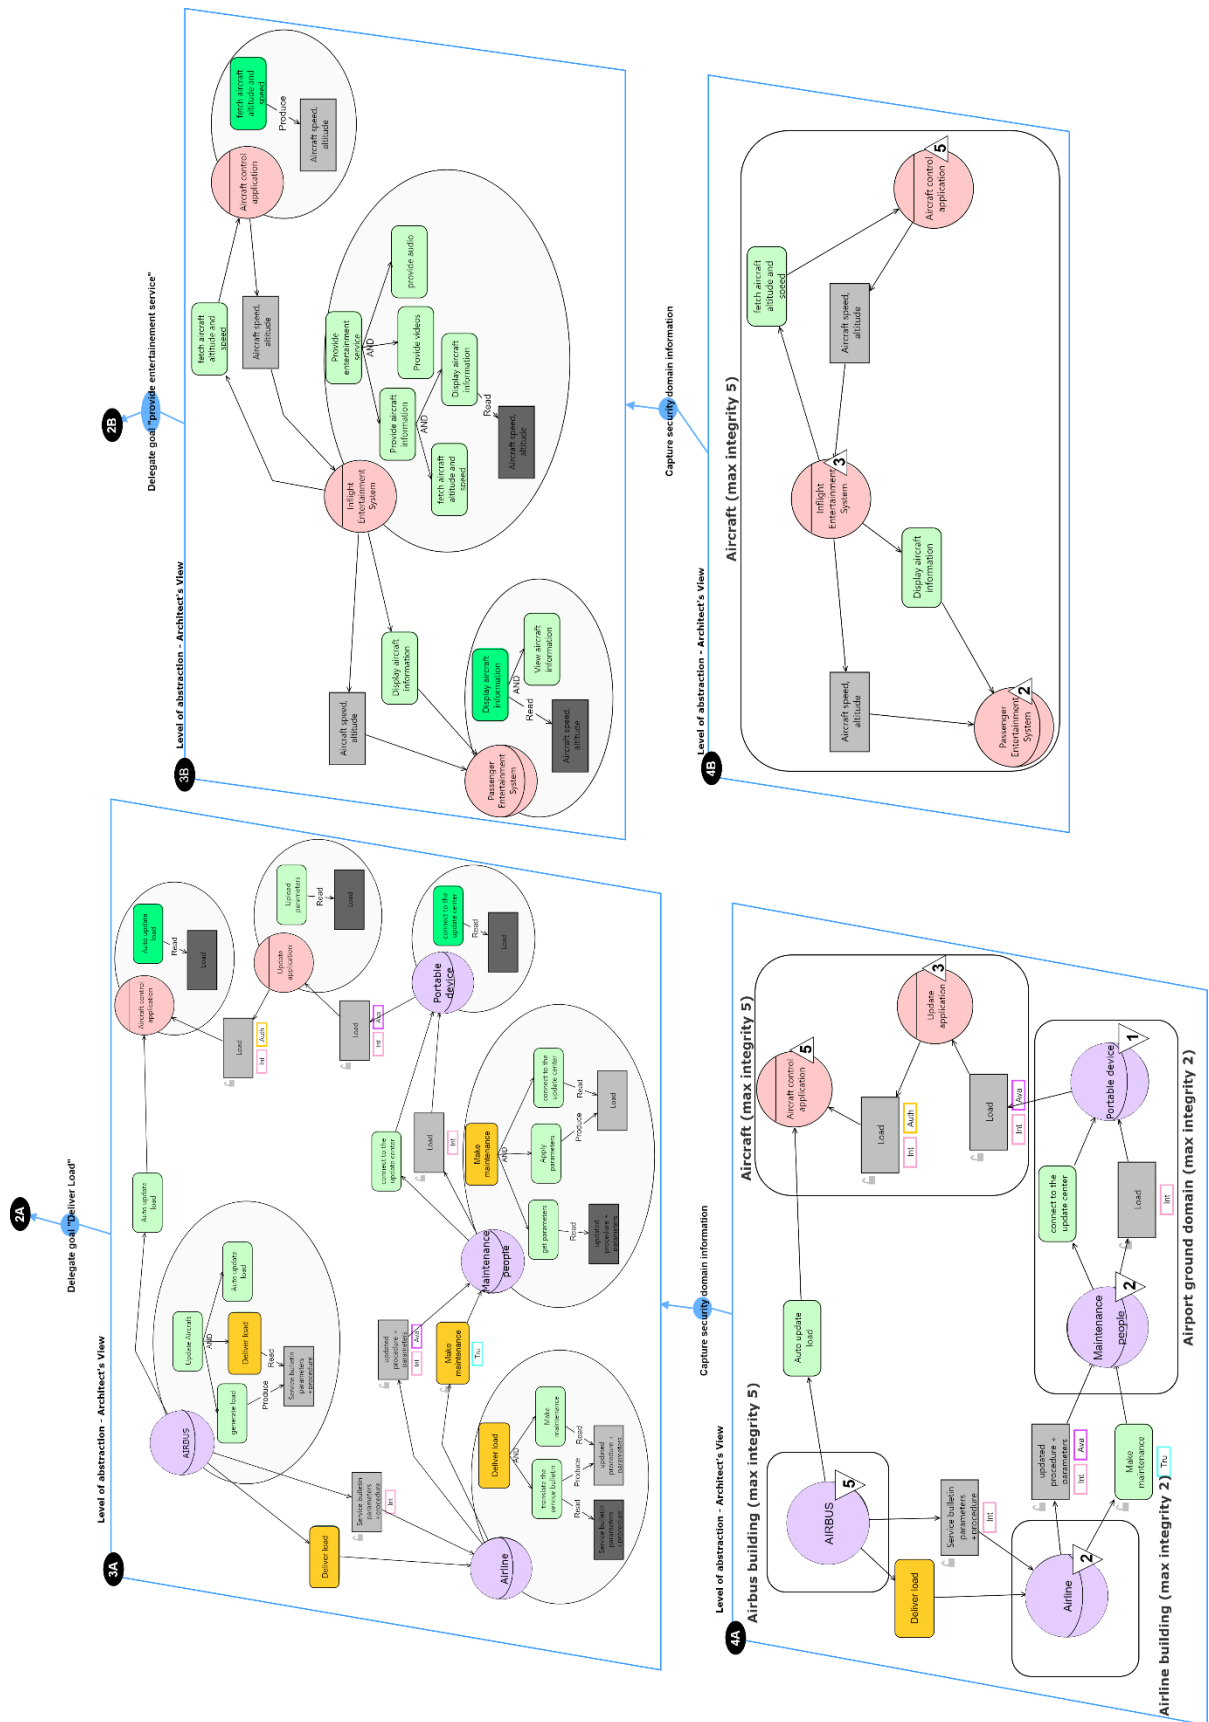 2A
Delegate goal "Deliver Load"
3A
Level of abstraction - Architect's View
AIRBUS
Update Aircraft
AND
generate load
Deliver load
Auto update
load
Produce
Read
Service bulletin
parameters
+procedure
Auto update
load
Aircraft control
application
Auto update
load
Read
Load
Load
Int
Auth
Update
application
Upload
parameters
Read
Load
Load
Int
Ava
Portable
device
connect to the
update center
Read
Load
connect to the
update center
Load
Int
Maintenance
people
Make
maintenance
AND
get parameters
Apply
parameters
connect to the
update center
Read
Produce
Read
updated
procedure +
parameters
Load
updated
procedure +
parameters
Int
Ava
Make
maintenance
Tru
Deliver load
Service bulletin
parameters
+procedure
Int
Airline
Deliver load
AND
translate the
service bulletin
Make
maintenance
Read
Produce
Read
Service bulletin
parameters
+procedure
updated
procedure +
parameters
2B
Delegate goal "provide entertainement service"
3B
Level of abstraction - Architect's View
Aircraft control
application
fetch aircraft
altitude and
speed
Produce
Aircraft speed,
altitude
fetch aircraft
altitude and
speed
Aircraft speed,
altitude
Inflight
Entertainment
System
Provide
entertainment
service
AND
Provide aircraft
information
Provide videos
provide audio
AND
fetch aircraft
altitude and
speed
Display aircraft
information
Read
Aircraft speed,
altitude
Aircraft speed,
altitude
Display aircraft
information
Passenger
Entertainment
System
Display aircraft
information
AND
Read
View aircraft
information
Aircraft speed,
altitude
Capture security domain information
4A
Level of abstraction - Architect's View
Airbus building (max integrity 5)
AIRBUS
5
Auto update
load
Deliver load
Service bulletin
parameters
+procedure
Int
Airline
2
Airline building (max integrity 2)
updated
procedure +
parameters
Int
Ava
Make
maintenance
Tru
Aircraft (max integrity 5)
Aircraft control
application
5
Load
Int
Auth
Update
application
3
Load
Int
Ava
Maintenance
people
2
connect to the
update center
Load
Int
Portable device
1
Airport ground domain (max integrity 2)
Capture security domain information
4B
Level of abstraction - Architect's View
Aircraft (max integrity 5)
fetch aircraft
altitude and
speed
Aircraft control
application
5
Aircraft speed,
altitude
Inflight
Entertainment
System
3
Aircraft speed,
altitude
Display aircraft
information
Passenger
Entertainment
System
2